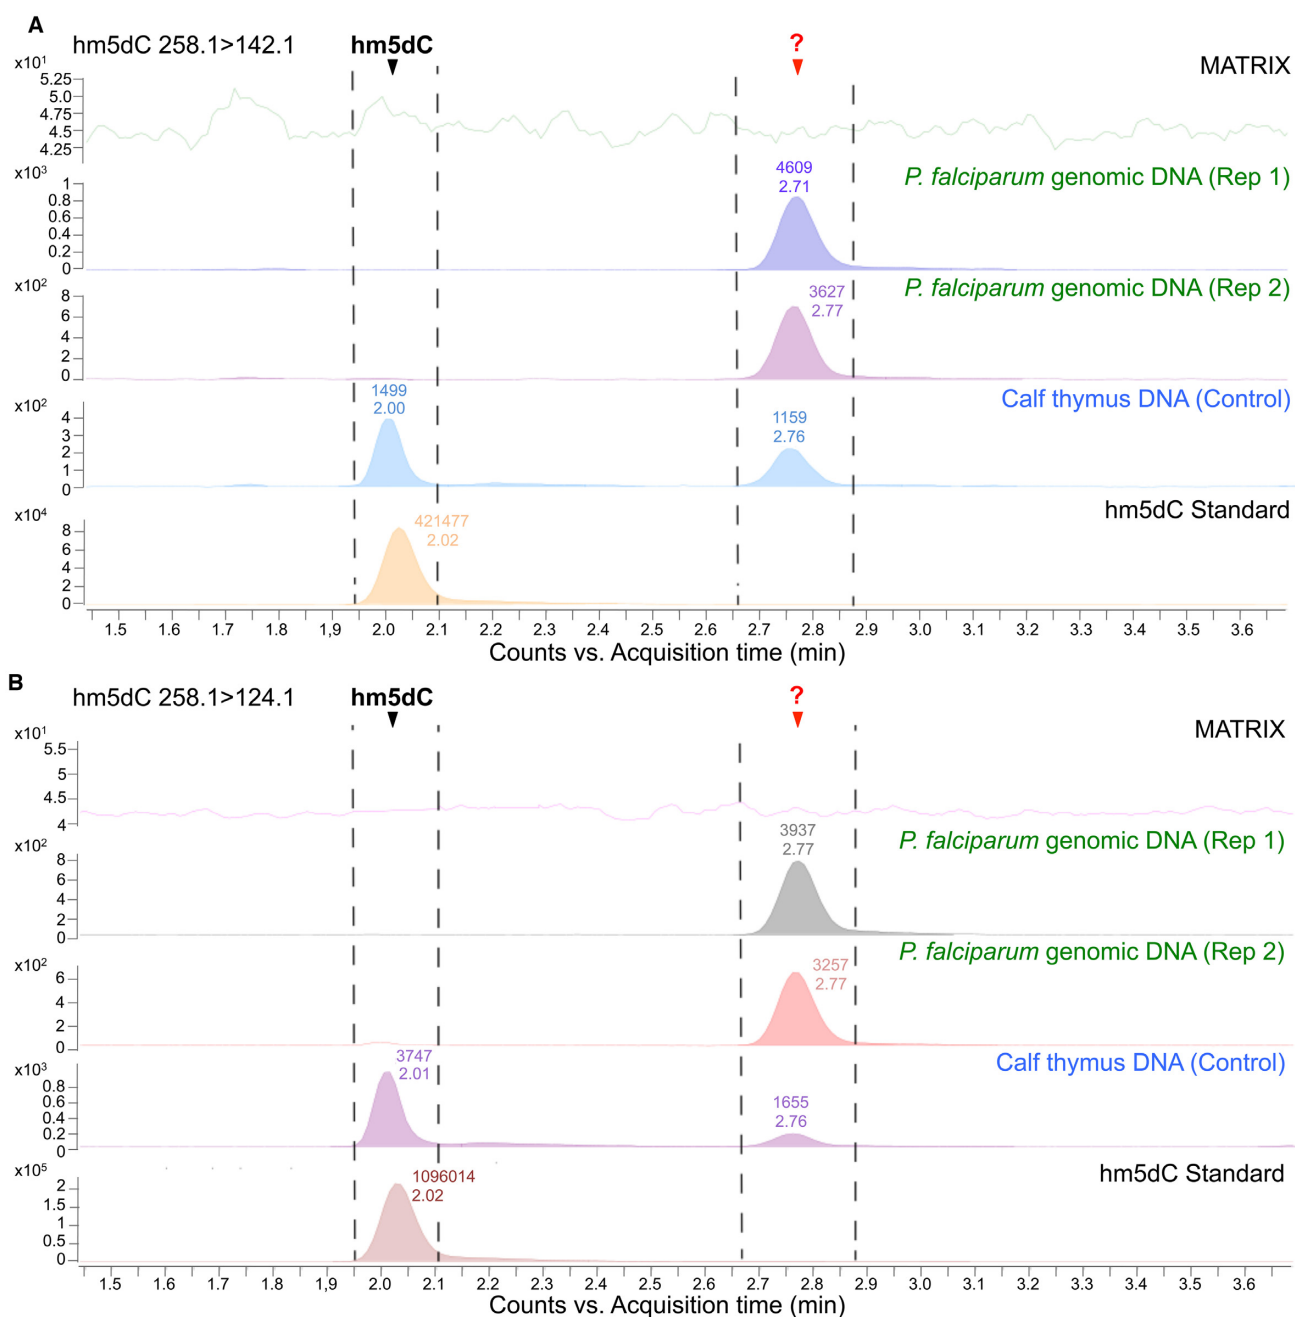 A
hm5dC 258.1>142.1 hm5dC ?
MATRIX
x10¹
5.25
5.0
4.75
4.5
4.25
x10³
P. falciparum genomic DNA (Rep 1)
4609
2.71
1
0.8
0.6
0.4
0.2
0
x10²
P. falciparum genomic DNA (Rep 2)
3627
2.77
8
6
4
2
0
x10²
Calf thymus DNA (Control)
1499
2.00
1159
2.76
4
3
2
1
0
x10⁴
hm5dC Standard
421477
2.02
8
6
4
2
0
1.5 1.6 1.7 1,9 2.0 2.1 2.2 2.3 2.4 2.5 2.6 2.7 2.8 2.9 3.0 3.1 3.2 3.3 3.4 3.5 3.6
Counts vs. Acquisition time (min)
B
hm5dC 258.1>124.1 hm5dC ?
MATRIX
x10¹
5.5
5
4.5
4
x10²
P. falciparum genomic DNA (Rep 1)
3937
2.77
8
6
4
2
0
x10²
P. falciparum genomic DNA (Rep 2)
3257
2.77
6
4
2
0
x10³
Calf thymus DNA (Control)
3747
2.01
1655
2.76
0.8
0.6
0.4
0.2
0
x10⁵
hm5dC Standard
1096014
2.02
2
1.5
1
0.5
0
1.5 1.6 1.7 1.8 1,9 2.0 2.1 2.2 2.3 2.4 2.5 2.6 2.7 2.8 2.9 3.0 3.1 3.2 3.3 3.4 3.5 3.6
Counts vs. Acquisition time (min)